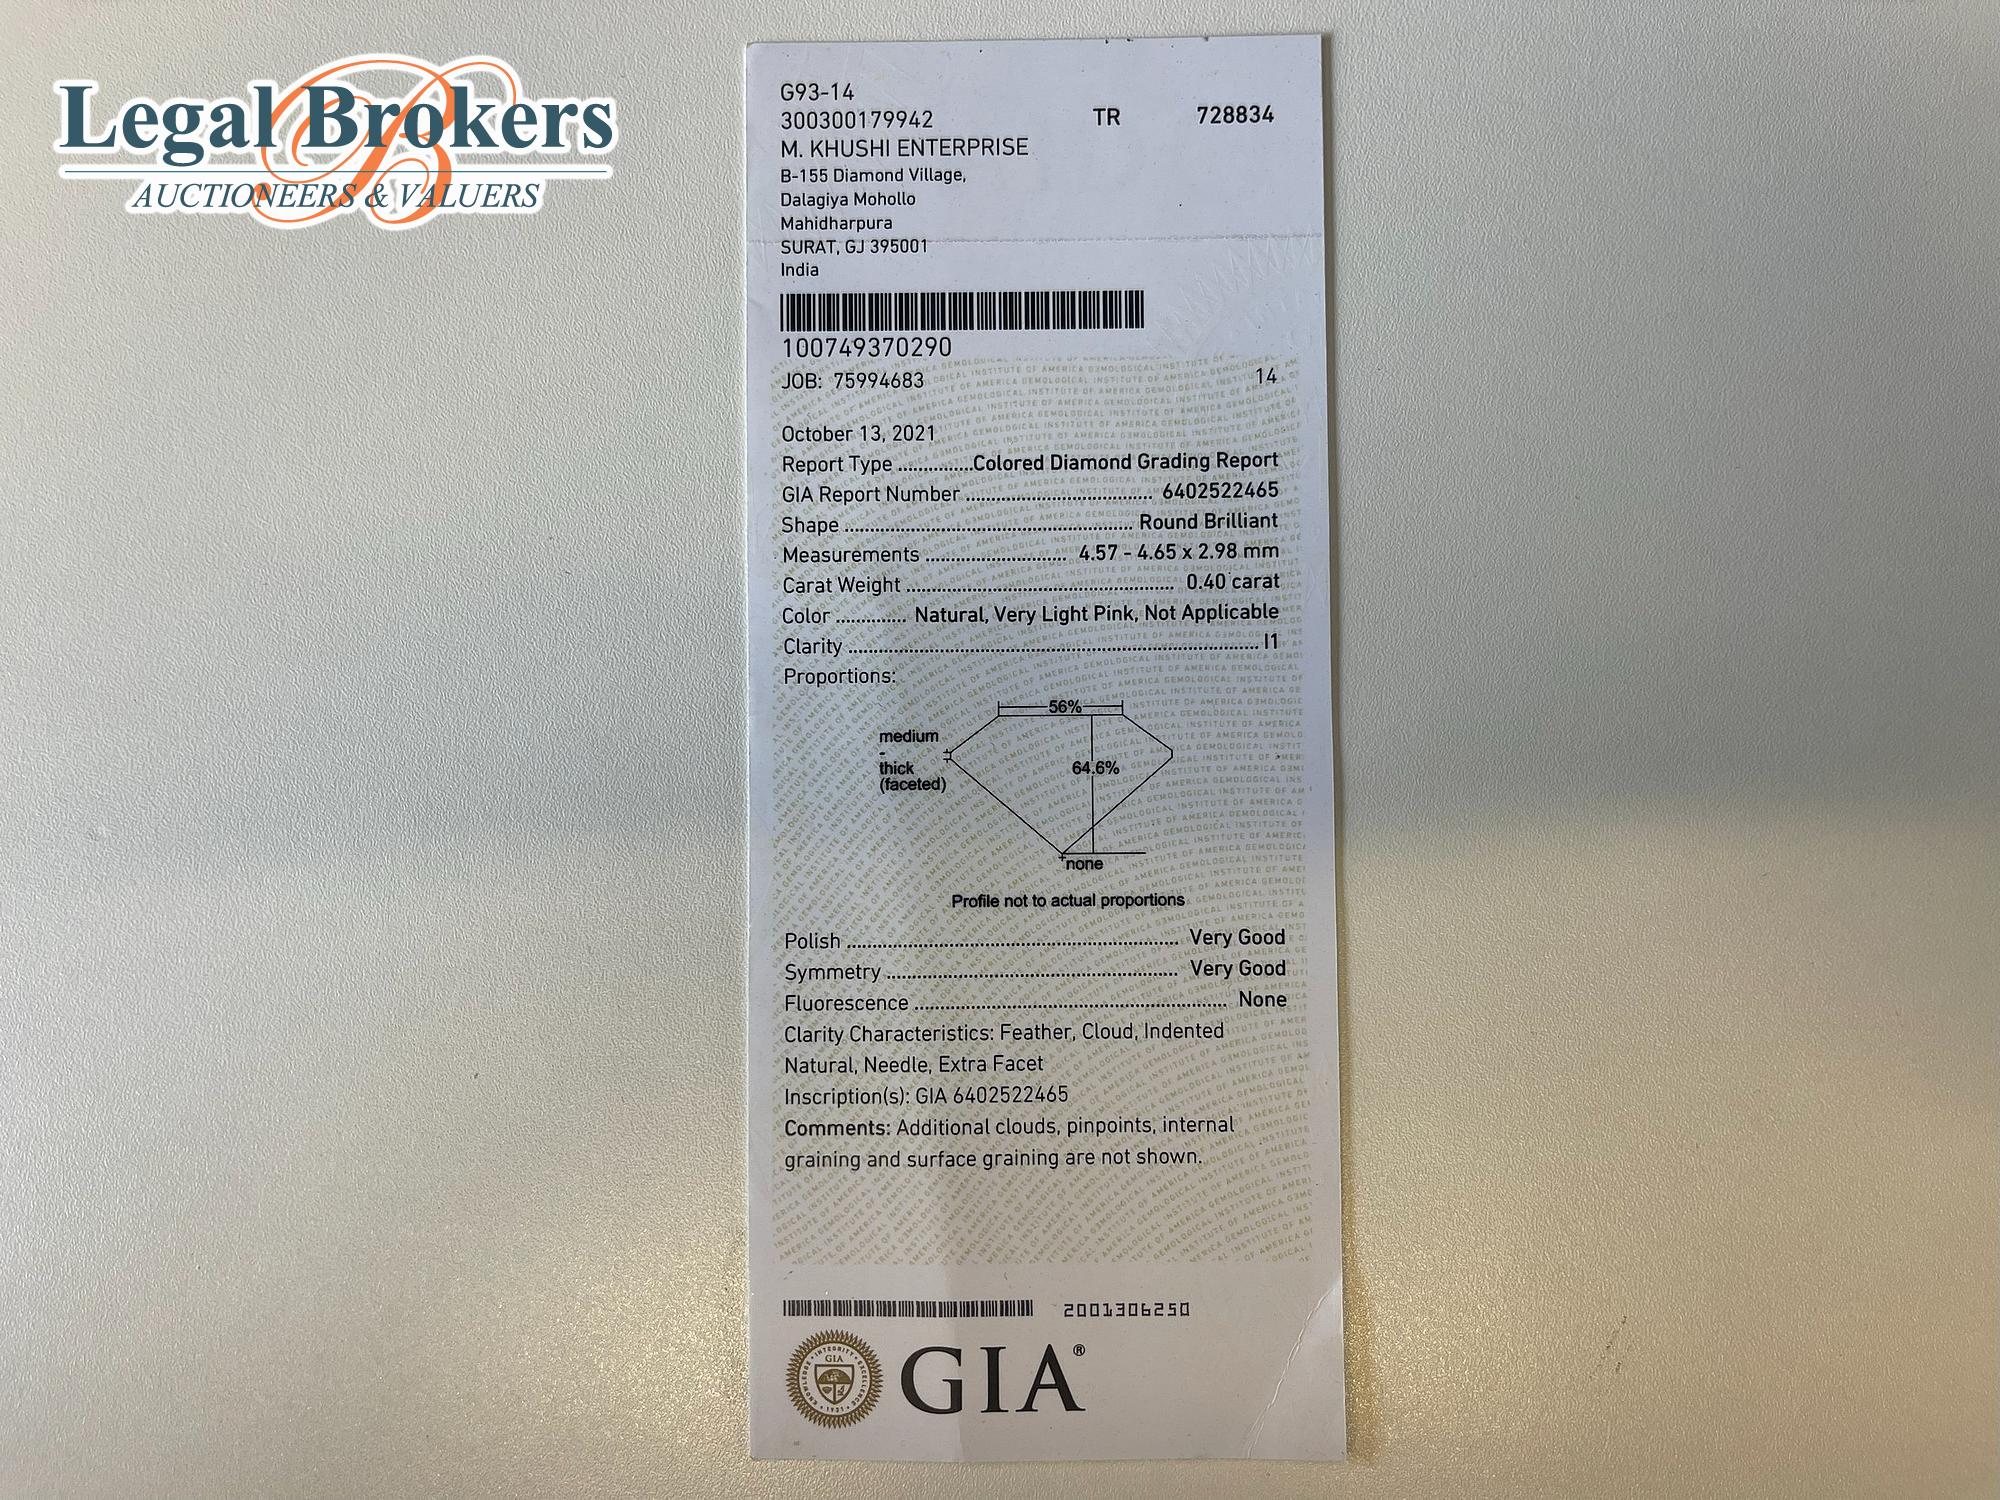 Legal Brokers
AUCTIONEERS & VALUERS
G93-14
300300179942 TR 728834
M. KHUSHI ENTERPRISE
B-155 Diamond Village,
Dalagiya Mohollo
Mahidharpura
SURAT, GJ 395001
India
100749370290
JOB: 75994683 14
October 13, 2021
Report Type ............... Colored Diamond Grading Report
GIA Report Number .................................. 6402522465
Shape ..................................................... Round Brilliant
Measurements .......................... 4.57 - 4.65 x 2.98 mm
Carat Weight ................................................. 0.40 carat
Color .............. Natural, Very Light Pink, Not Applicable
Clarity ........................................................................... I1
Proportions:
56%
medium
-
thick
(faceted)
64.6%
none
Profile not to actual proportions
Polish ............................................................. Very Good
Symmetry ..................................................... Very Good
Fluorescence ......................................................... None
Clarity Characteristics: Feather, Cloud, Indented
Natural, Needle, Extra Facet
Inscription(s): GIA 6402522465
Comments: Additional clouds, pinpoints, internal
graining and surface graining are not shown.
2001306250
GIA
KNOWLEDGE • INTEGRITY • EXCELLENCE
1931
GIA®